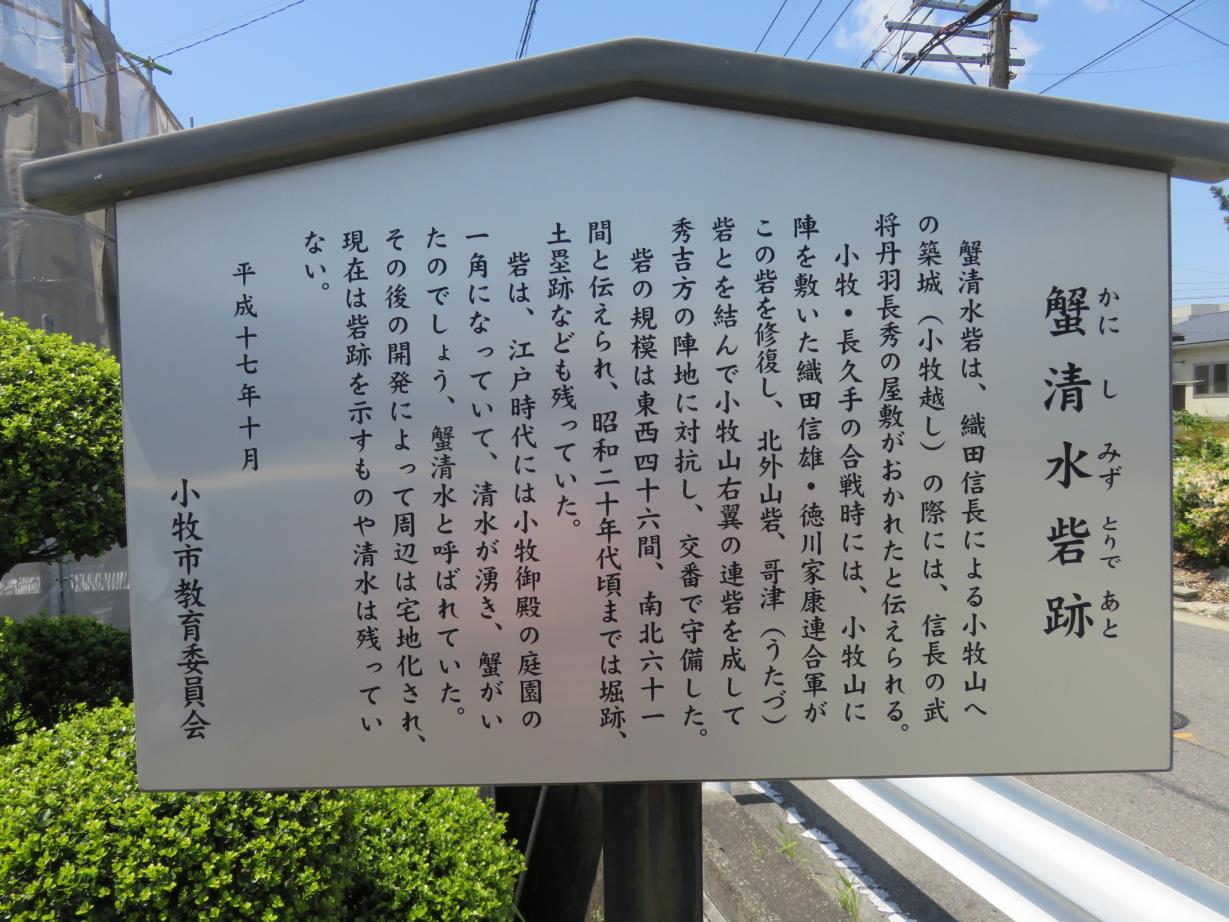 蟹清水砦跡
かに し みず とりで あと
蟹清水砦は、織田信長による小牧山へ
の築城（小牧越し）の際には、信長の武
将丹羽長秀の屋敷がおかれたと伝えられる。
小牧・長久手の合戦時には、小牧山に
陣を敷いた織田信雄・徳川家康連合軍が
この砦を修復し、北外山砦、哥津（うたづ）
砦とを結んで小牧山右翼の連砦を成して
秀吉方の陣地に対抗し、交番で守備した。
砦の規模は東西四十六間、南北六十一
間と伝えられ、昭和二十年代頃までは堀跡、
土塁跡なども残っていた。
砦は、江戸時代には小牧御殿の庭園の
一角になっていて、清水が湧き、蟹がい
たのでしょう、蟹清水と呼ばれていた。
その後の開発によって周辺は宅地化され、
現在は砦跡を示すものや清水は残ってい
ない。
平成十七年十月
小牧市教育委員会